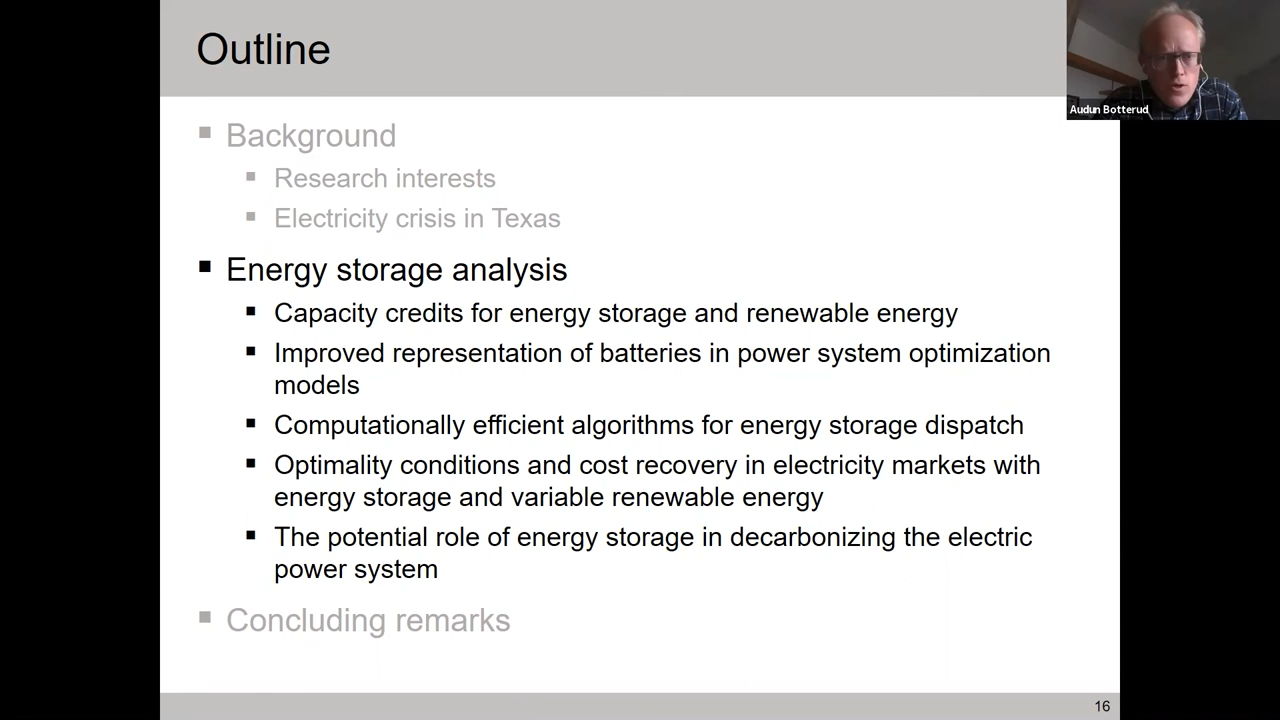 Outline
Audun Botterud
▪ Background
▪ Research interests
▪ Electricity crisis in Texas
▪ Energy storage analysis
▪ Capacity credits for energy storage and renewable energy
▪ Improved representation of batteries in power system optimization
models
▪ Computationally efficient algorithms for energy storage dispatch
▪ Optimality conditions and cost recovery in electricity markets with
energy storage and variable renewable energy
▪ The potential role of energy storage in decarbonizing the electric
power system
▪ Concluding remarks
16